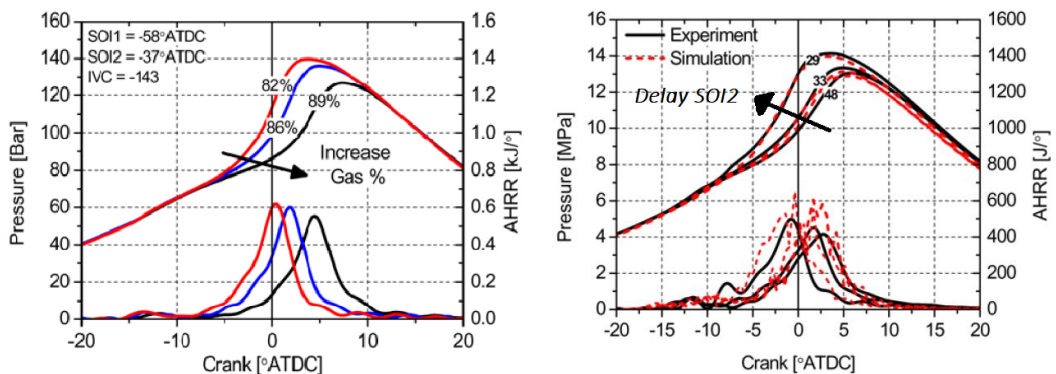 SOI1 = -58°ATDC
SOI2 = -37°ATDC
IVC = -143
82%
89%
86%
Increase
Gas %
Pressure [Bar]
160
140
120
100
80
60
40
20
0
AHRR [kJ/°]
1.6
1.4
1.2
1.0
0.8
0.6
0.4
0.2
0.0
-20 -10 0 10 20
Crank [°ATDC]
Experiment
Simulation
29
33
48
Delay SOI2
Pressure [MPa]
16
14
12
10
8
6
4
2
0
AHRR [J/°]
1600
1400
1200
1000
800
600
400
200
0
-20 -15 -10 -5 0 5 10 15 20
Crank [°ATDC]